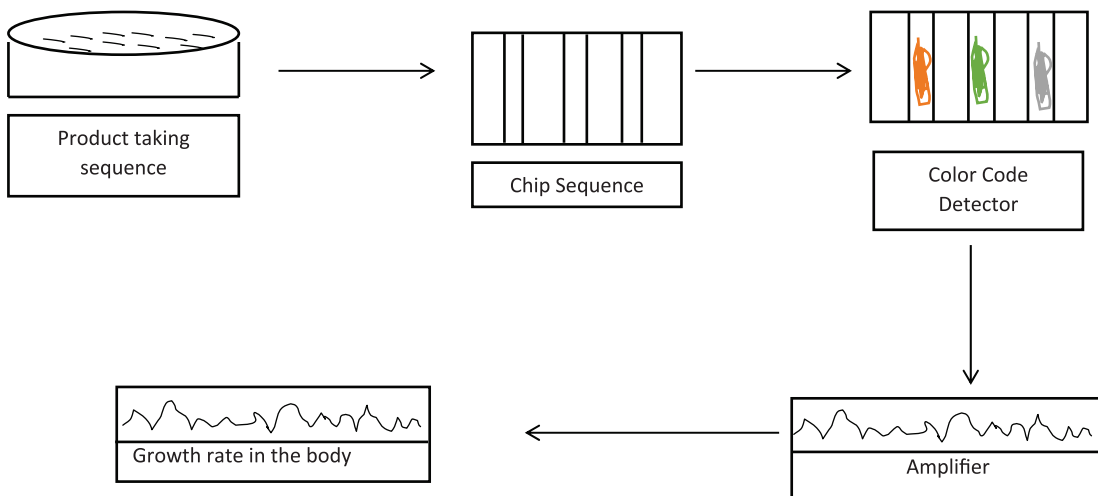 Product taking
sequence
Chip Sequence
Color Code
Detector
Amplifier
Growth rate in the body